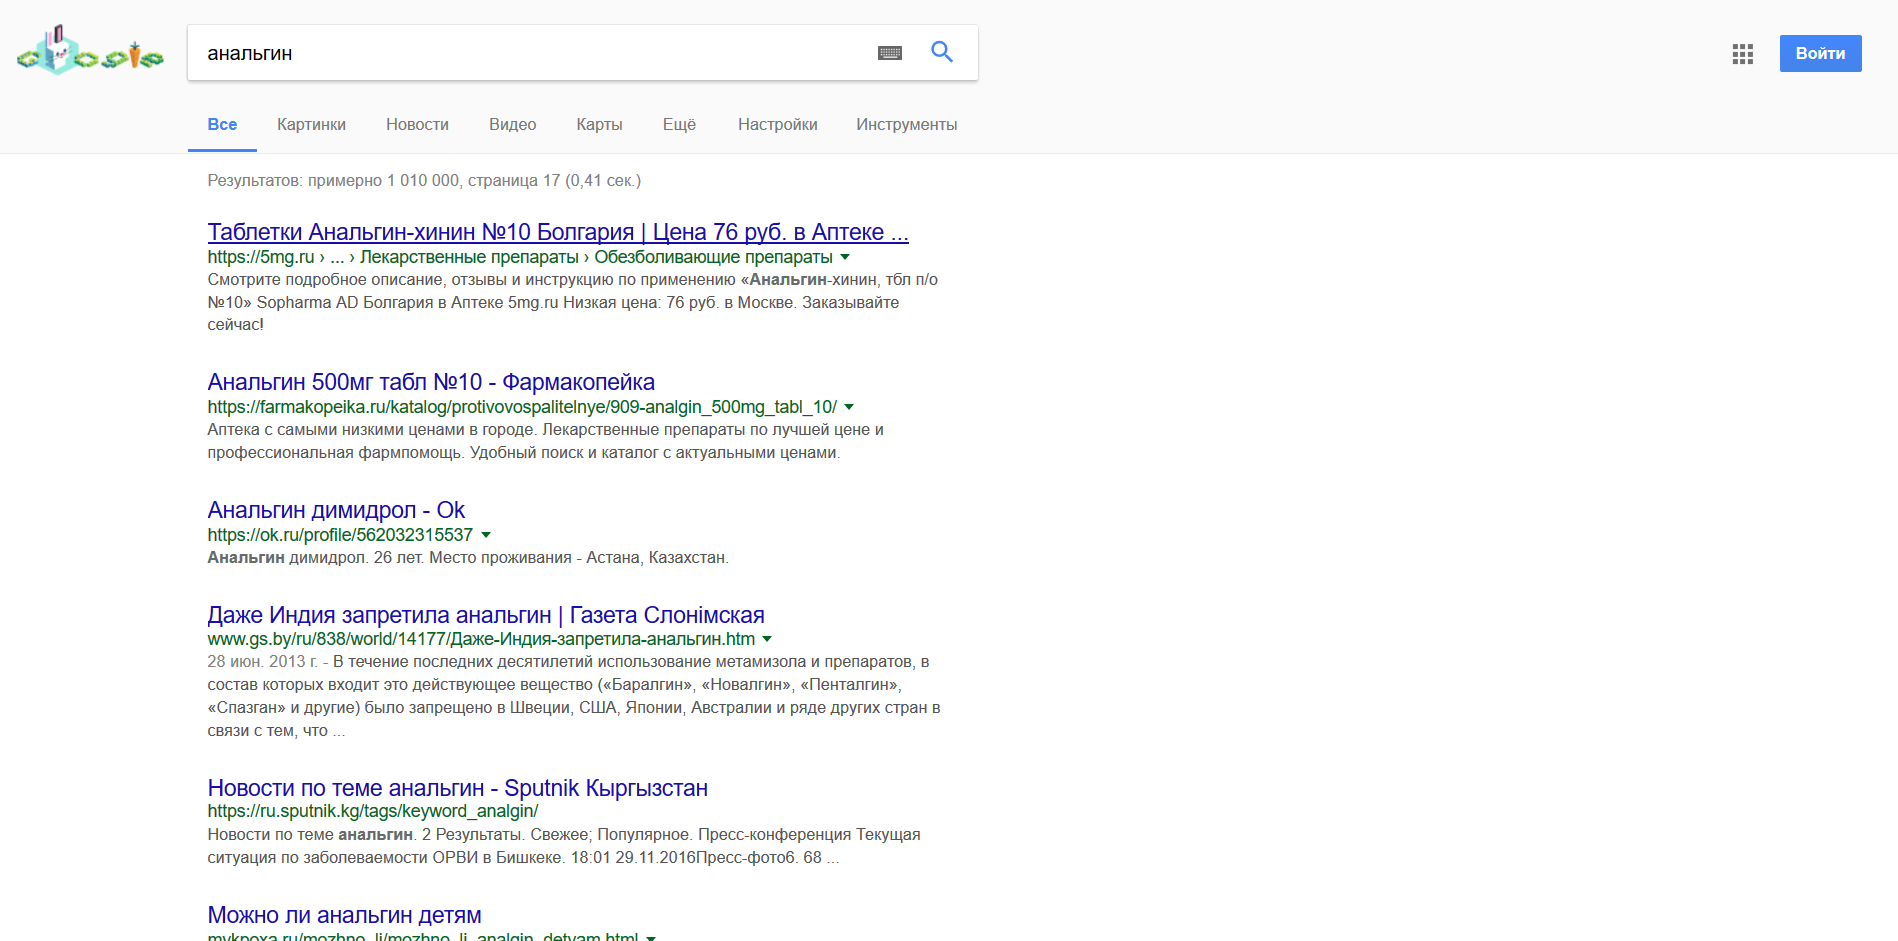 анальгин
Войти
Все Картинки Новости Видео Карты Ещё Настройки Инструменты
Результатов: примерно 1 010 000, страница 17 (0,41 сек.)
Таблетки Анальгин-хинин №10 Болгария | Цена 76 руб. в Аптеке ...
https://5mg.ru › ... › Лекарственные препараты › Обезболивающие препараты
Смотрите подробное описание, отзывы и инструкцию по применению «Анальгин-хинин, тбл п/о
№10» Sopharma AD Болгария в Аптеке 5mg.ru Низкая цена: 76 руб. в Москве. Заказывайте
сейчас!
Анальгин 500мг табл №10 - Фармакопейка
https://farmakopeika.ru/katalog/protivovospalitelnye/909-analgin_500mg_tabl_10/
Аптека с самыми низкими ценами в городе. Лекарственные препараты по лучшей цене и
профессиональная фармпомощь. Удобный поиск и каталог с актуальными ценами.
Анальгин димидрол - Ok
https://ok.ru/profile/562032315537
Анальгин димидрол. 26 лет. Место проживания - Астана, Казахстан.
Даже Индия запретила анальгин | Газета Слонімская
www.gs.by/ru/838/world/14177/Даже-Индия-запретила-анальгин.htm
28 июн. 2013 г. - В течение последних десятилетий использование метамизола и препаратов, в
состав которых входит это действующее вещество («Баралгин», «Новалгин», «Пенталгин»,
«Спазган» и другие) было запрещено в Швеции, США, Японии, Австралии и ряде других стран в
связи с тем, что ...
Новости по теме анальгин - Sputnik Кыргызстан
https://ru.sputnik.kg/tags/keyword_analgin/
Новости по теме анальгин. 2 Результаты. Свежее; Популярное. Пресс-конференция Текущая
ситуация по заболеваемости ОРВИ в Бишкеке. 18:01 29.11.2016Пресс-фото6. 68 ...
Можно ли анальгин детям
mykpoxa.ru/mozhno_li/mozhno_li_analgin_detyam.html